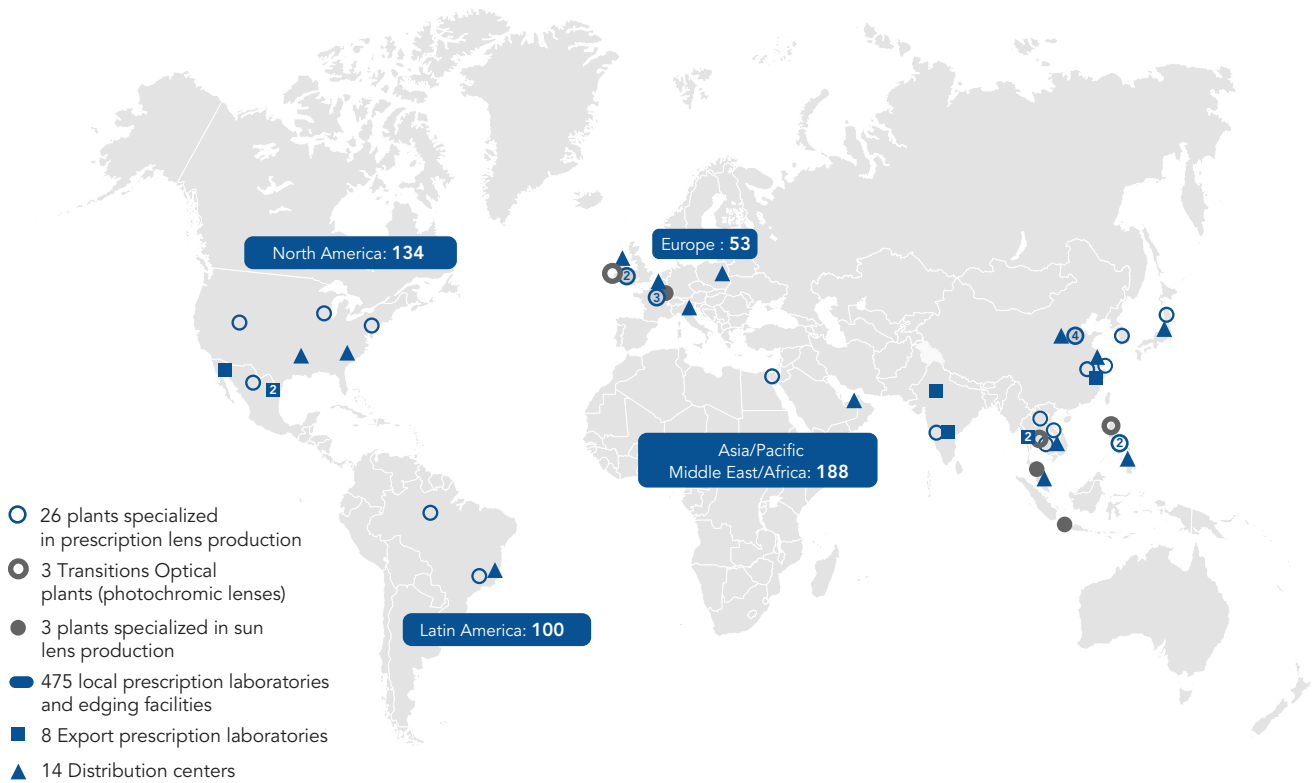 North America: 134
Europe : 53
2
3
4
2
2
2
Asia/Pacific
Middle East/Africa: 188
Latin America: 100
26 plants specialized
in prescription lens production
3 Transitions Optical
plants (photochromic lenses)
3 plants specialized in sun
lens production
475 local prescription laboratories
and edging facilities
8 Export prescription laboratories
14 Distribution centers